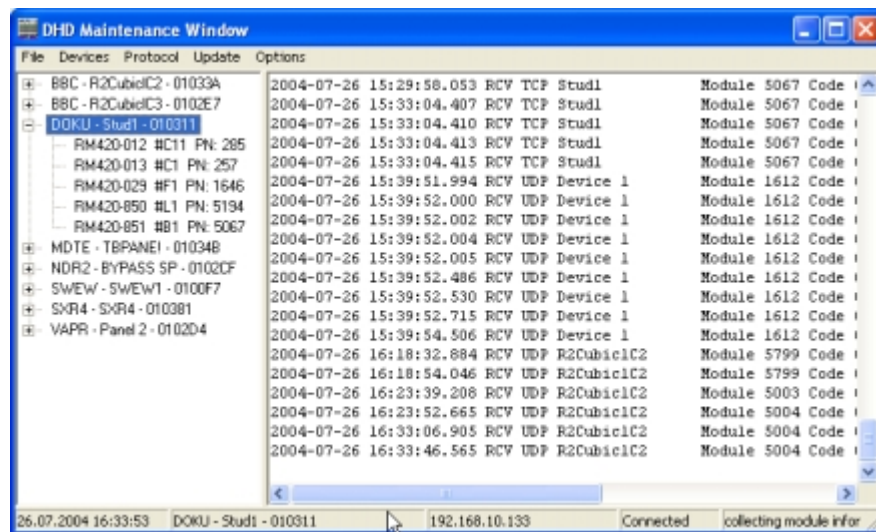 DHD Maintenance Window
File Devices Protocol Update Options
BBC - R2CubiclC2 - 01033A
BBC - R2CubiclC3 - 0102E7
DOKU - Stud1 - 010311
RM420-012 #C11 PN: 285
RM420-013 #C1 PN: 257
RM420-029 #F1 PN: 1646
RM420-850 #L1 PN: 5194
RM420-851 #B1 PN: 5067
MDTE - TBPANEl - 01034B
NDR2 - BYPASS SP - 0102CF
SWEW - SWEW1 - 0100F7
SXR4 - SXR4 - 010381
VAPR - Panel 2 - 0102D4
2004-07-26 15:29:58.053 RCV TCP Stud1 Module 5067 Code
2004-07-26 15:33:04.407 RCV TCP Stud1 Module 5067 Code
2004-07-26 15:33:04.410 RCV TCP Stud1 Module 5067 Code
2004-07-26 15:33:04.413 RCV TCP Stud1 Module 5067 Code
2004-07-26 15:33:04.415 RCV TCP Stud1 Module 5067 Code
2004-07-26 15:39:51.994 RCV UDP Device 1 Module 1612 Code
2004-07-26 15:39:52.000 RCV UDP Device 1 Module 1612 Code
2004-07-26 15:39:52.002 RCV UDP Device 1 Module 1612 Code
2004-07-26 15:39:52.004 RCV UDP Device 1 Module 1612 Code
2004-07-26 15:39:52.005 RCV UDP Device 1 Module 1612 Code
2004-07-26 15:39:52.486 RCV UDP Device 1 Module 1612 Code
2004-07-26 15:39:52.530 RCV UDP Device 1 Module 1612 Code
2004-07-26 15:39:52.715 RCV UDP Device 1 Module 1612 Code
2004-07-26 15:39:54.506 RCV UDP Device 1 Module 1612 Code
2004-07-26 16:18:32.884 RCV UDP R2CubiclC2 Module 5799 Code
2004-07-26 16:18:54.046 RCV UDP R2CubiclC2 Module 5799 Code
2004-07-26 16:23:39.208 RCV UDP R2CubiclC2 Module 5003 Code
2004-07-26 16:23:52.665 RCV UDP R2CubiclC2 Module 5004 Code
2004-07-26 16:33:06.905 RCV UDP R2CubiclC2 Module 5004 Code
2004-07-26 16:33:46.565 RCV UDP R2CubiclC2 Module 5004 Code
26.07.2004 16:33:53 DOKU - Stud1 - 010311 192.168.10.133 Connected collecting module infor